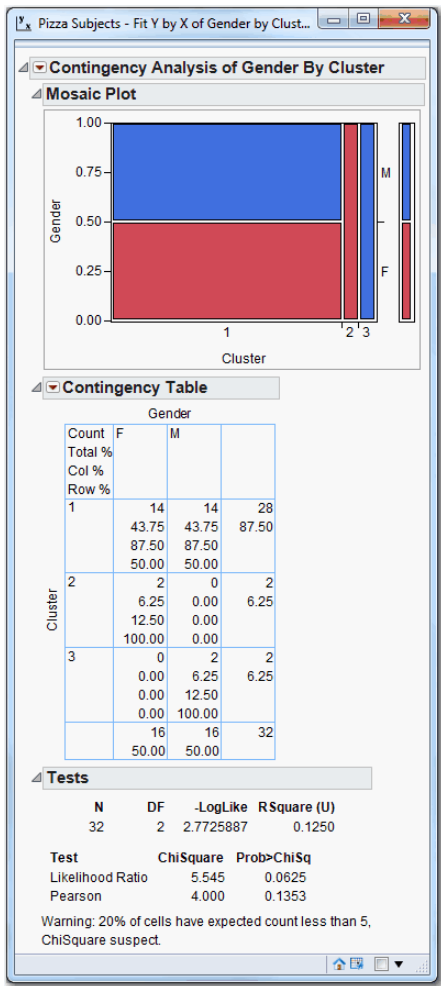 Pizza Subjects - Fit Y by X of Gender by Clust...
Contingency Analysis of Gender By Cluster
Mosaic Plot
1.00
0.75
0.50
0.25
0.00
Gender
M
F
1 2 3
Cluster
Contingency Table
Gender
Count F M
Total %
Col %
Row %
Cluster
1 14 14 28
43.75 43.75 87.50
87.50 87.50
50.00 50.00
2 2 0 2
6.25 0.00 6.25
12.50 0.00
100.00 0.00
3 0 2 2
0.00 6.25 6.25
0.00 12.50
0.00 100.00
16 16 32
50.00 50.00
Tests
N DF -LogLike RSquare (U)
32 2 2.7725887 0.1250
Test ChiSquare Prob>ChiSq
Likelihood Ratio 5.545 0.0625
Pearson 4.000 0.1353
Warning: 20% of cells have expected count less than 5,
ChiSquare suspect.